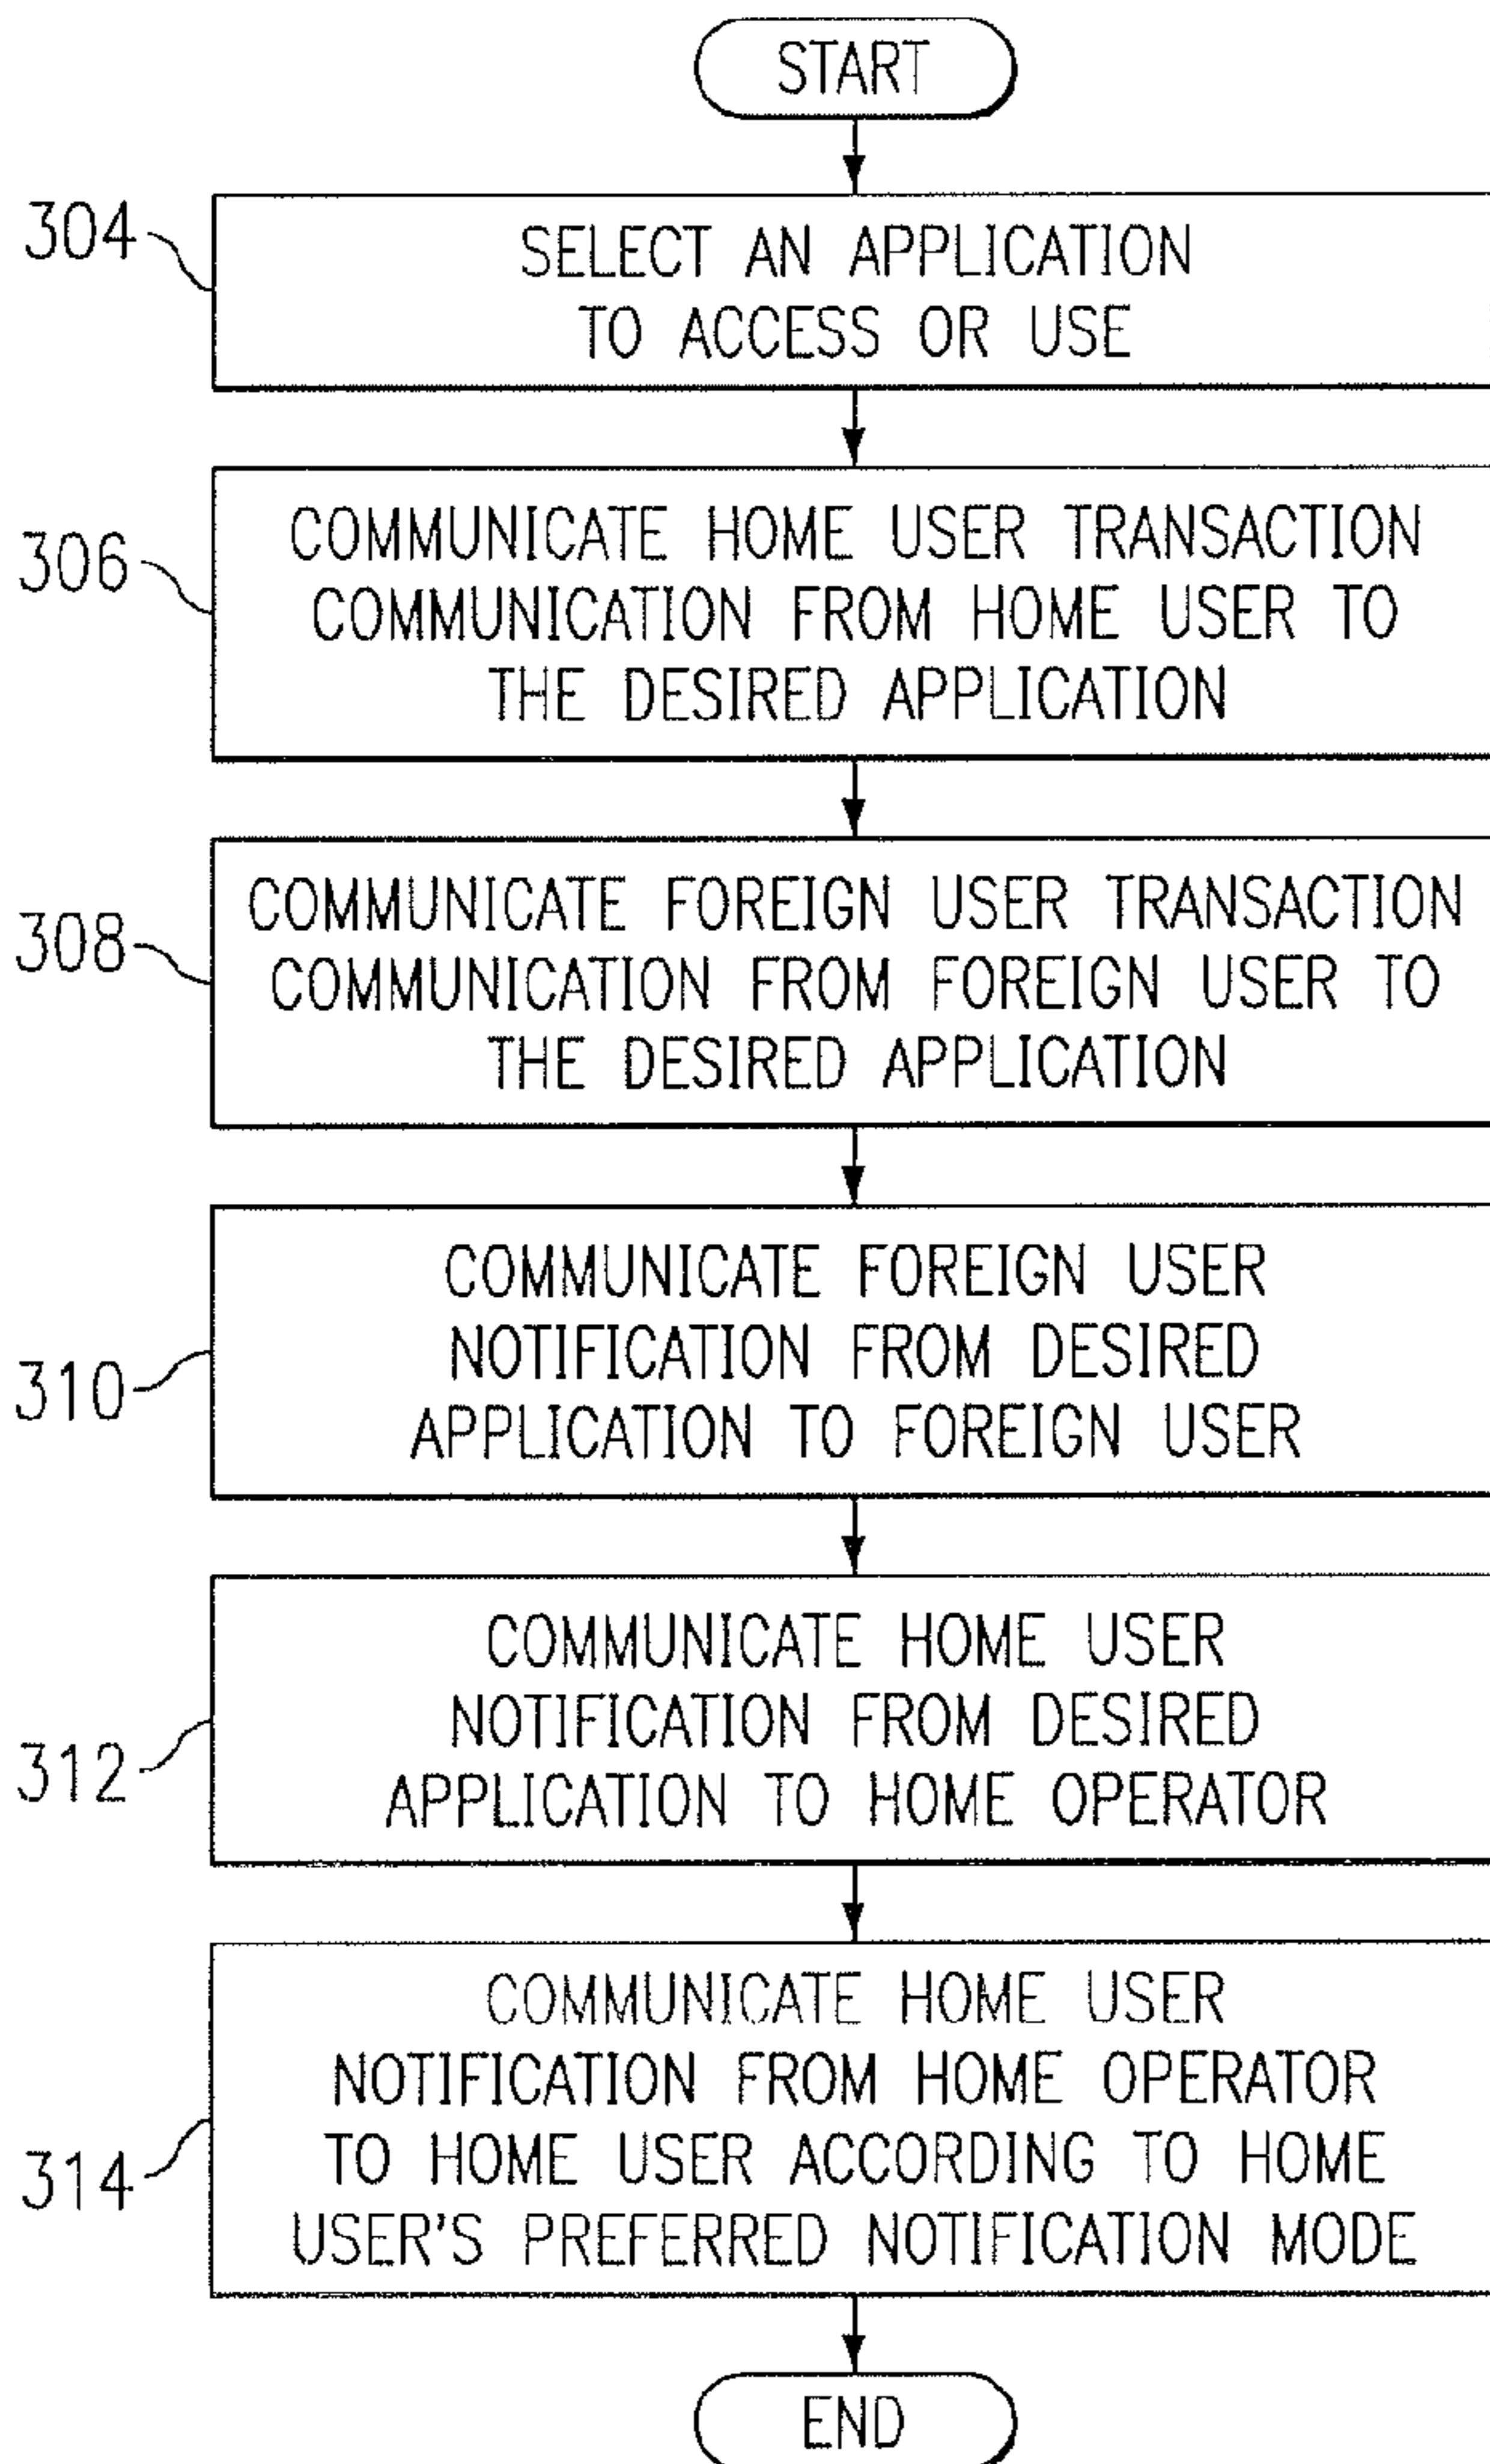 START
304
SELECT AN APPLICATION
TO ACCESS OR USE
306
COMMUNICATE HOME USER TRANSACTION
COMMUNICATION FROM HOME USER TO
THE DESIRED APPLICATION
308
COMMUNICATE FOREIGN USER TRANSACTION
COMMUNICATION FROM FOREIGN USER TO
THE DESIRED APPLICATION
310
COMMUNICATE FOREIGN USER
NOTIFICATION FROM DESIRED
APPLICATION TO FOREIGN USER
312
COMMUNICATE HOME USER
NOTIFICATION FROM DESIRED
APPLICATION TO HOME OPERATOR
314
COMMUNICATE HOME USER
NOTIFICATION FROM HOME OPERATOR
TO HOME USER ACCORDING TO HOME
USER'S PREFERRED NOTIFICATION MODE
END